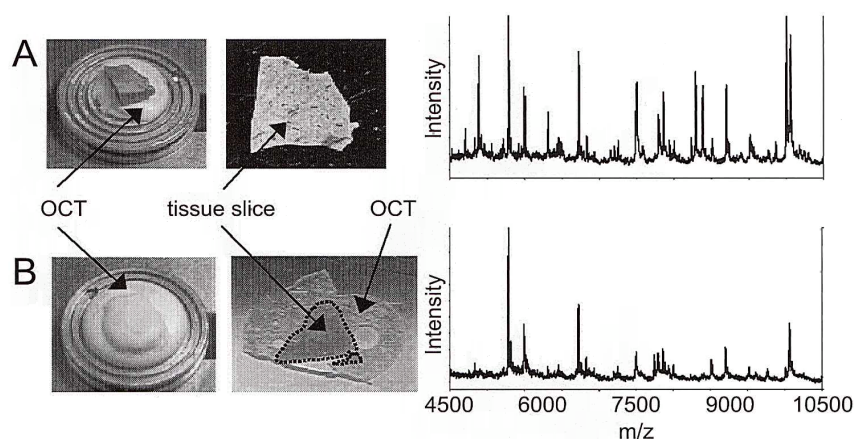 A
Intensity
OCT
tissue slice
OCT
B
Intensity
4500 6000 7500 9000 10500
m/z